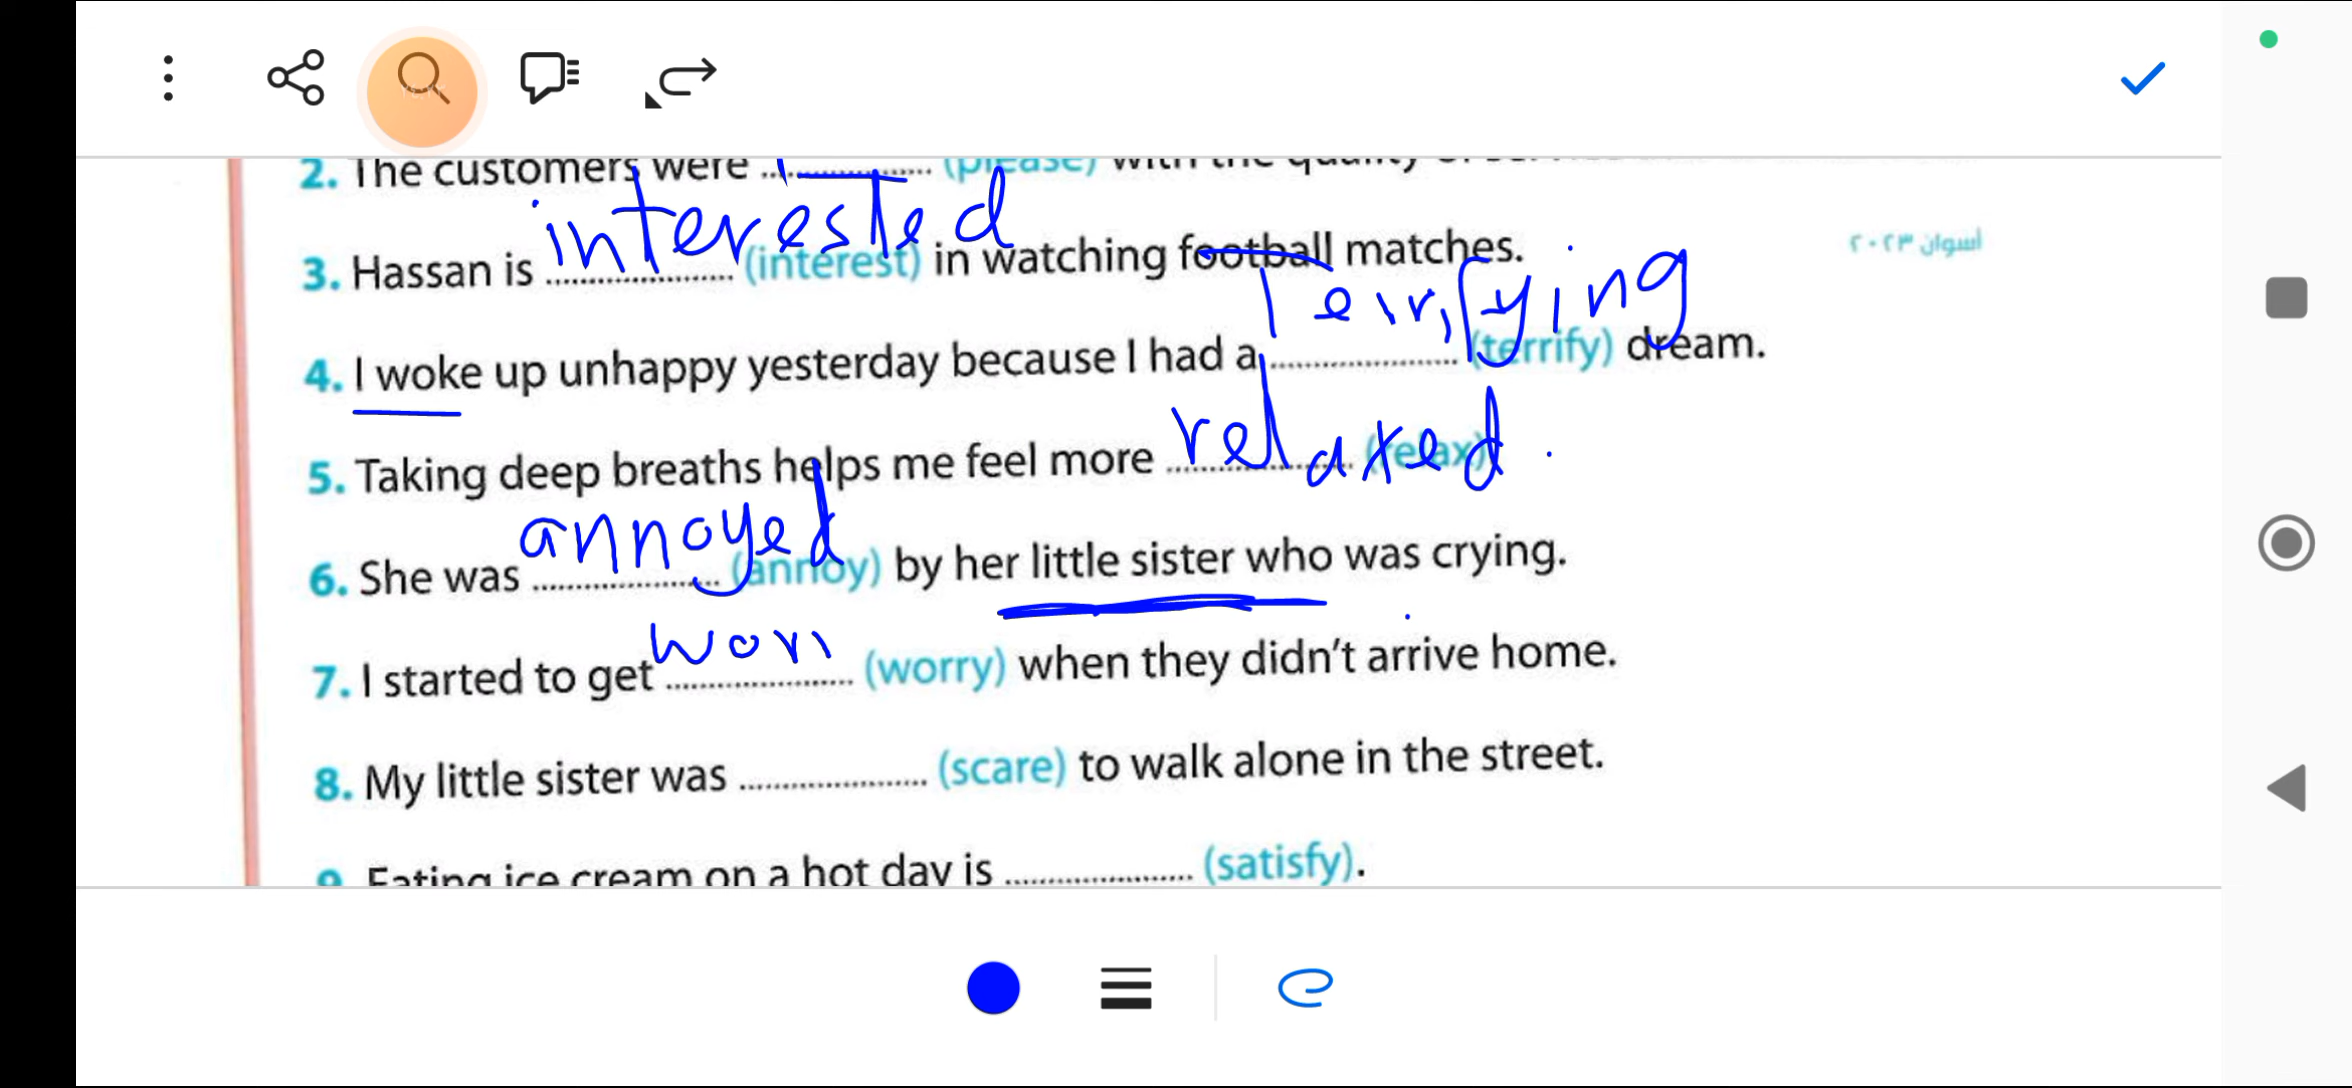 2. The customers were .................. (please) with the quality of
interested
3. Hassan is .................... (interest) in watching football matches.
أسوان ٢٠٢٣
Terrifying
4. I woke up unhappy yesterday because I had a .................... (terrify) dream.
relaxed.
5. Taking deep breaths helps me feel more .................... (relax)
annoyed
6. She was .................... (annoy) by her little sister who was crying.
worri
7. I started to get .................... (worry) when they didn't arrive home.
8. My little sister was .................... (scare) to walk alone in the street.
9. Eating ice cream on a hot day is .................... (satisfy).